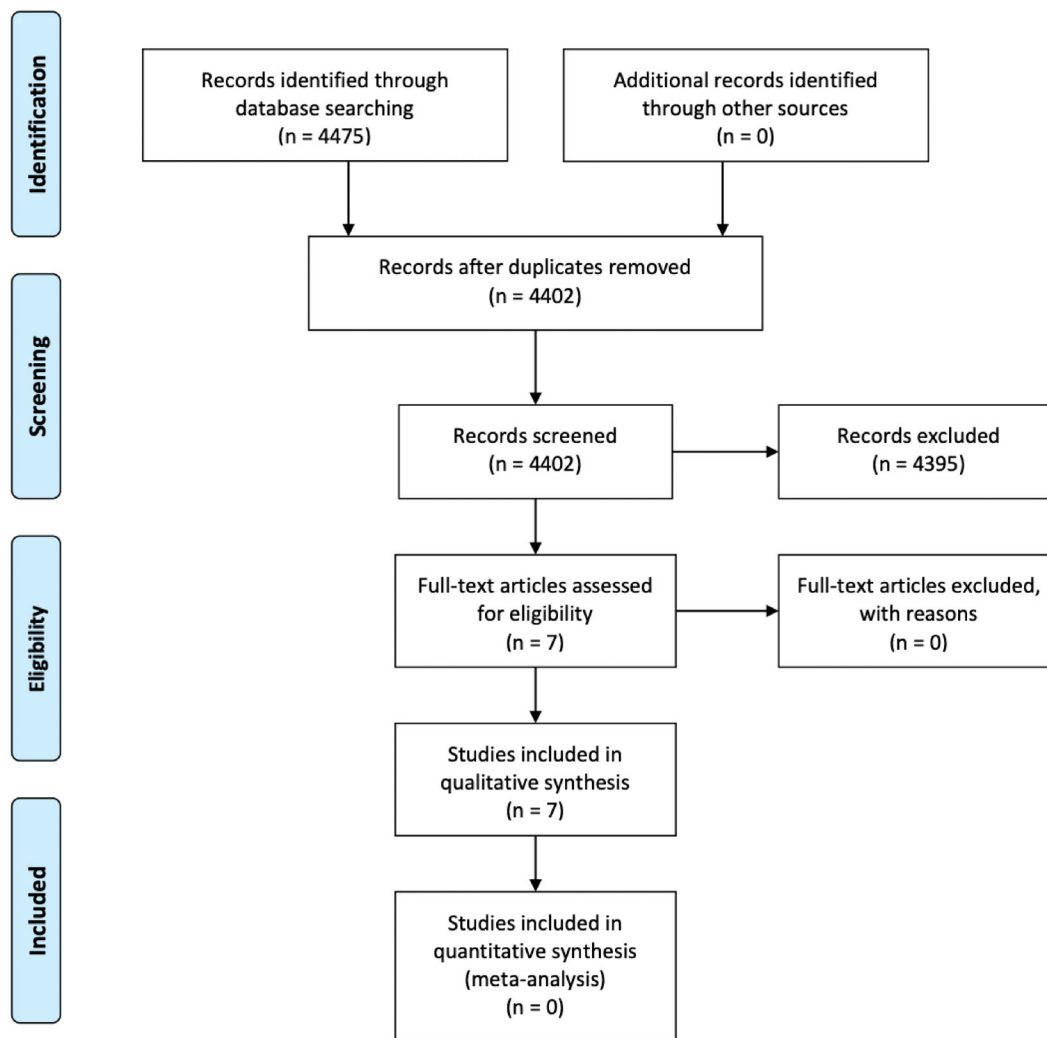 Identification
Records identified through
database searching
(n = 4475)
Additional records identified
through other sources
(n = 0)
Records after duplicates removed
(n = 4402)
Screening
Records screened
(n = 4402)
Records excluded
(n = 4395)
Eligibility
Full-text articles assessed
for eligibility
(n = 7)
Full-text articles excluded,
with reasons
(n = 0)
Studies included in
qualitative synthesis
(n = 7)
Included
Studies included in
quantitative synthesis
(meta-analysis)
(n = 0)